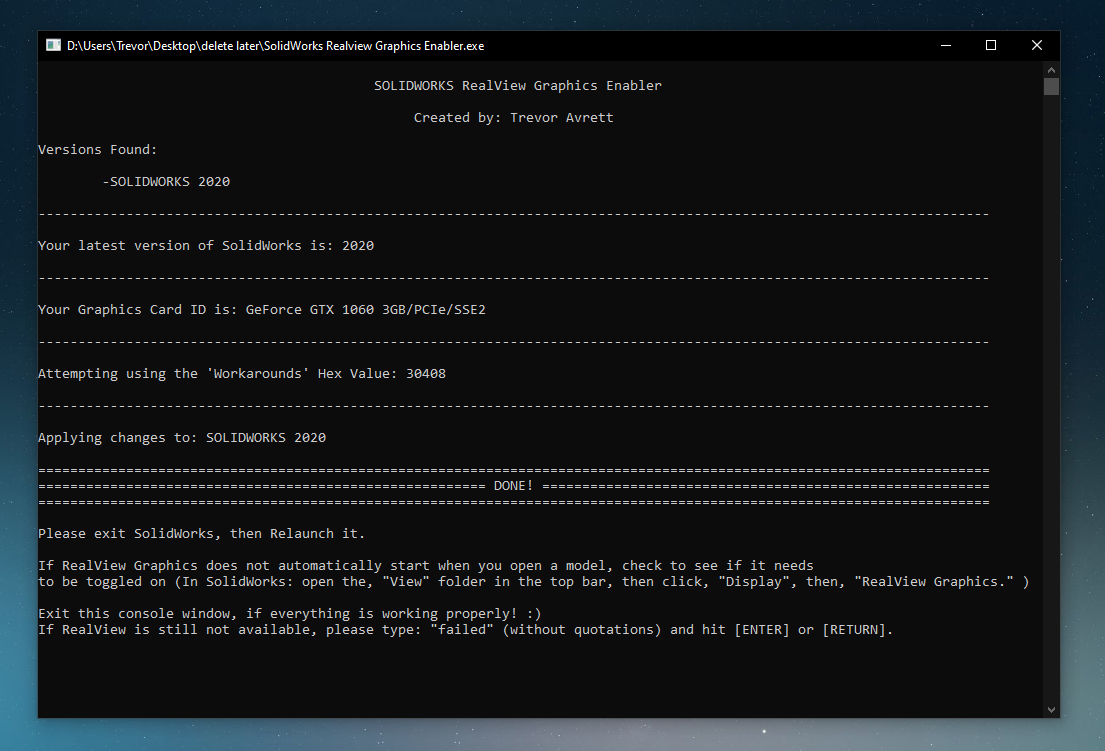 D:\Users\Trevor\Desktop\delete later\SolidWorks Realview Graphics Enabler.exe
SOLIDWORKS RealView Graphics Enabler
Created by: Trevor Avrett
Versions Found:
-SOLIDWORKS 2020
-----------------------------------------------------------------------------------------------------------------------
Your latest version of SolidWorks is: 2020
-----------------------------------------------------------------------------------------------------------------------
Your Graphics Card ID is: GeForce GTX 1060 3GB/PCIe/SSE2
-----------------------------------------------------------------------------------------------------------------------
Attempting using the 'Workarounds' Hex Value: 30408
-----------------------------------------------------------------------------------------------------------------------
Applying changes to: SOLIDWORKS 2020
=======================================================================================================================
======================================================== DONE! ========================================================
=======================================================================================================================
Please exit SolidWorks, then Relaunch it.
If RealView Graphics does not automatically start when you open a model, check to see if it needs
to be toggled on (In SolidWorks: open the, "View" folder in the top bar, then click, "Display", then, "RealView Graphics." )
Exit this console window, if everything is working properly! :)
If RealView is still not available, please type: "failed" (without quotations) and hit [ENTER] or [RETURN].